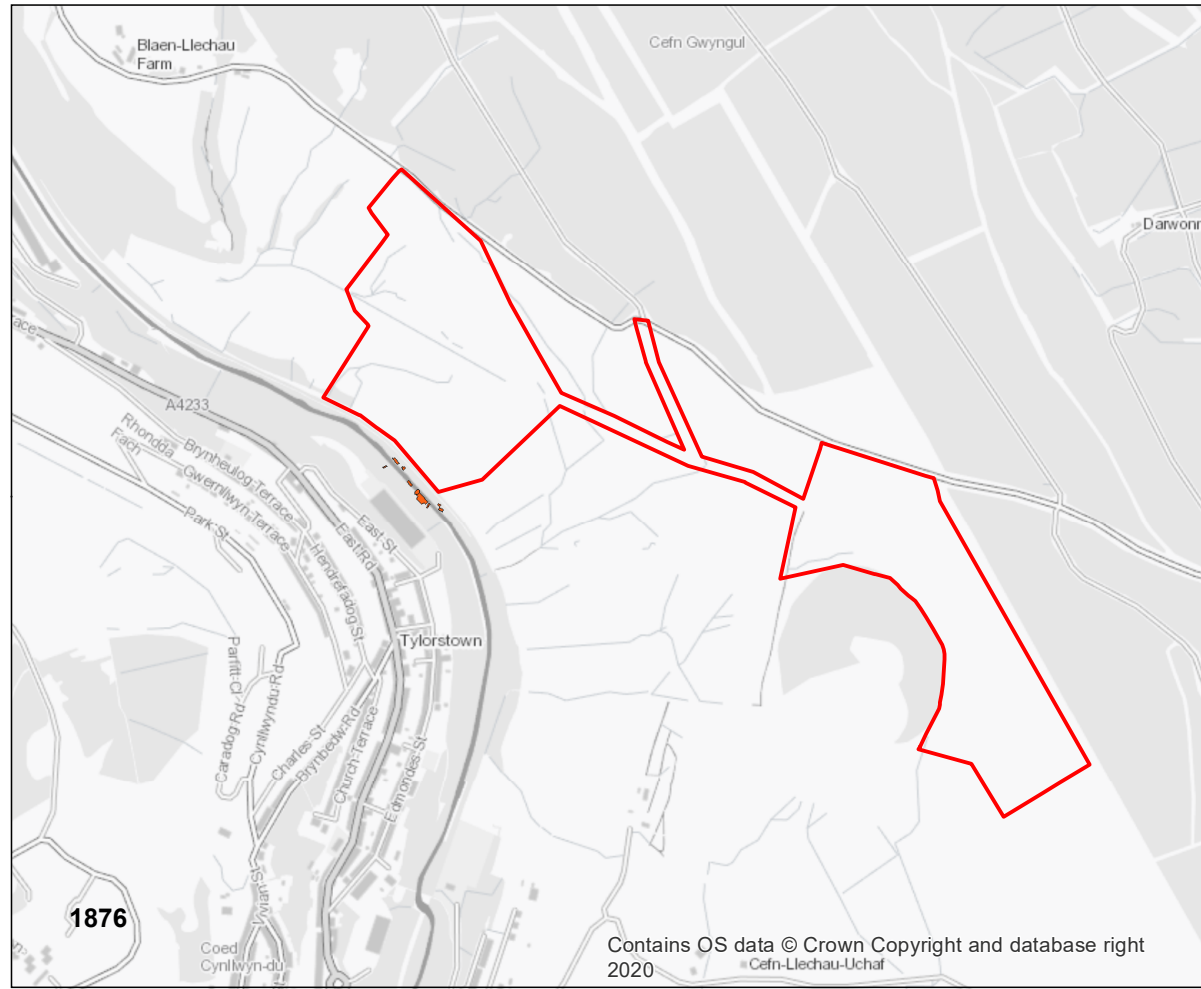 Blaen-Llechau
Farm
Cefn Gwyngul
Darwonn
ace
A4233
Rhondda
Fach
Brynheulog Terrace
Gwernllwyn Terrace
Park St
East St
East Rd
Hendrefadog St
Tylorstown
Parfitt Cl
Caradog Rd
Cynllwyndu Rd
Charles St
Brynbedw Rd
Church Terrace
Edmondes St
Vivian St
1876
Coed
Cynllwyn-du
Contains OS data © Crown Copyright and database right
2020
Cefn-Llechau-Uchaf